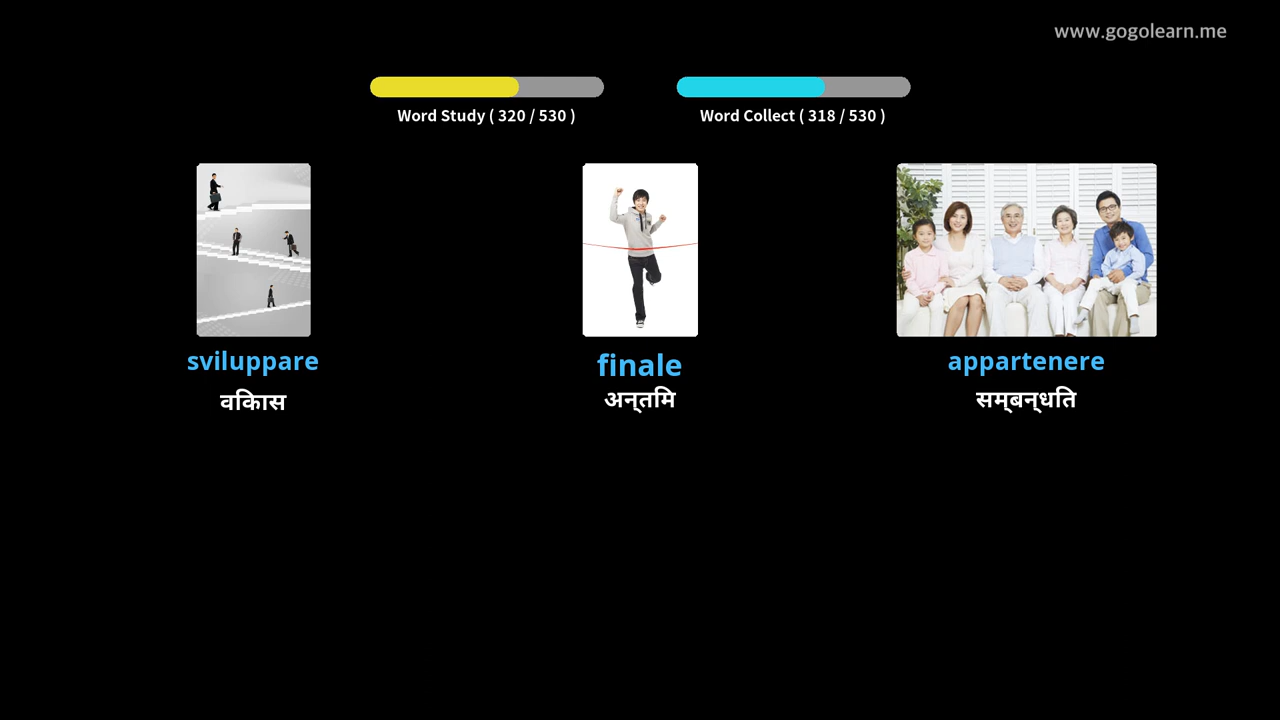 www.gogolearn.me
Word Study ( 320 / 530 )
Word Collect ( 318 / 530 )
sviluppare
विकास
finale
अन्तमि
appartenere
सम्बन्धति